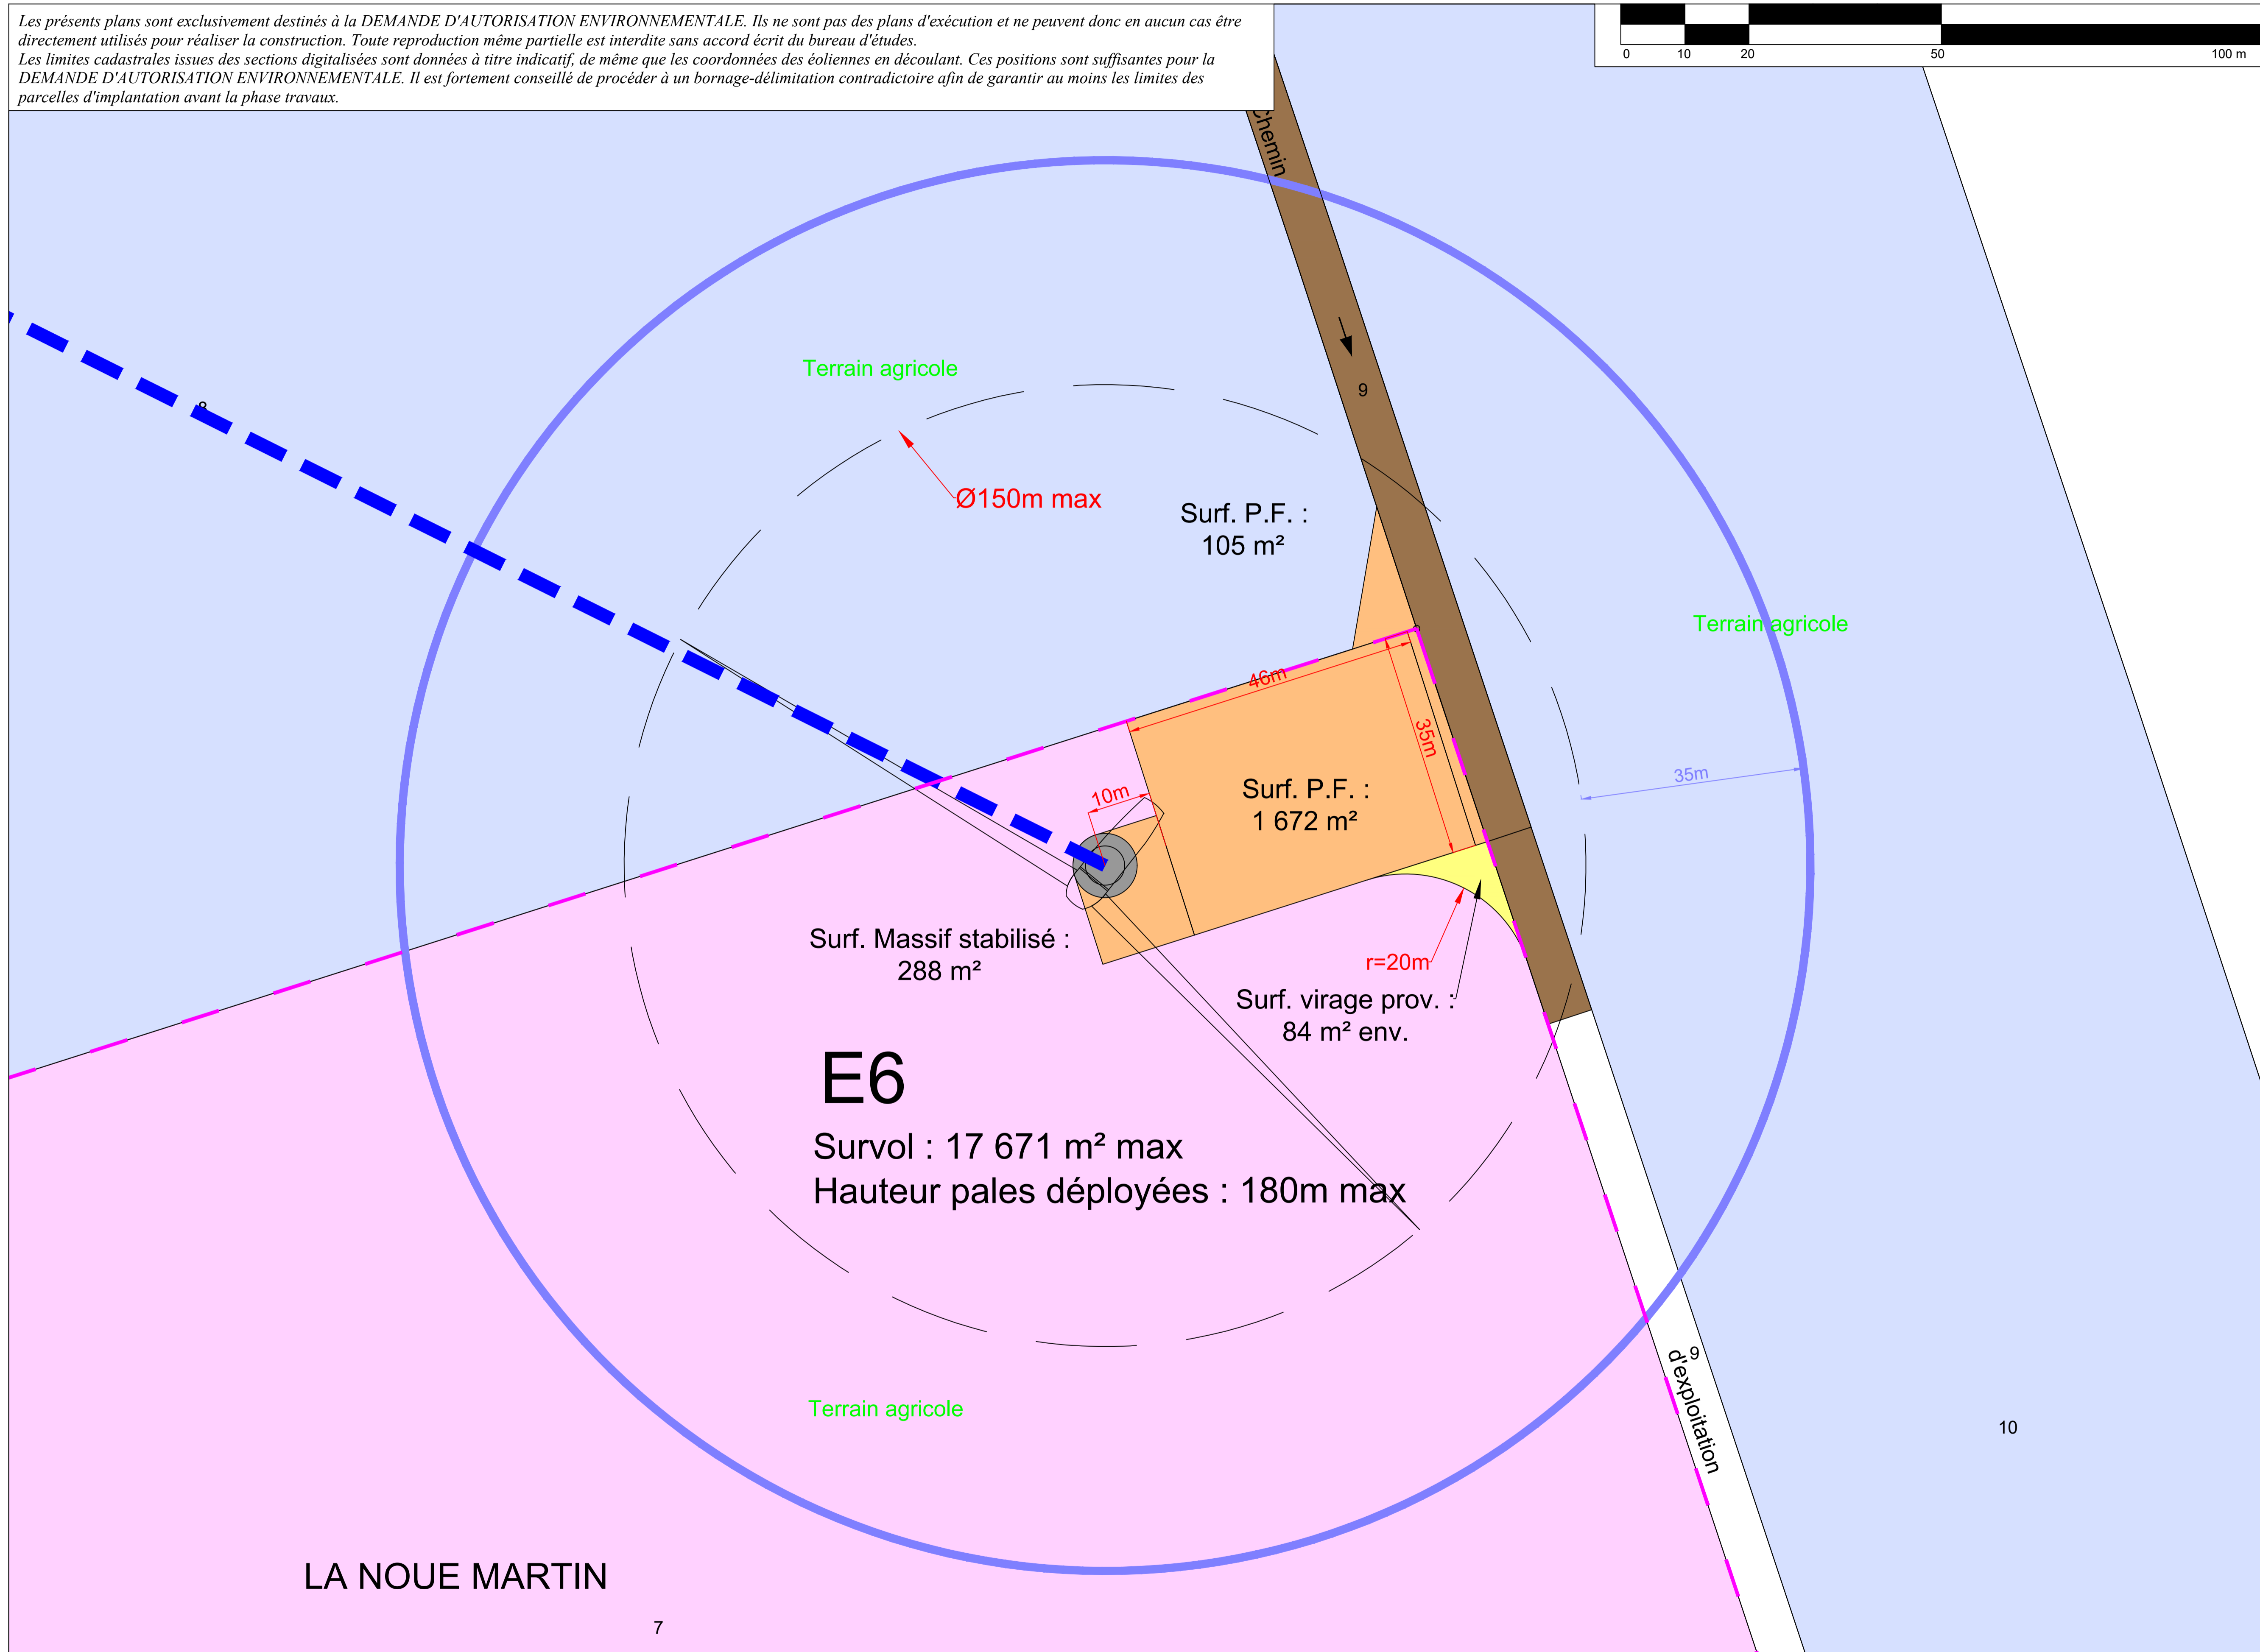 Les présents plans sont exclusivement destinés à la DEMANDE D'AUTORISATION ENVIRONNEMENTALE. Ils ne sont pas des plans d'exécution et ne peuvent donc en aucun cas être
directement utilisés pour réaliser la construction. Toute reproduction même partielle est interdite sans accord écrit du bureau d'études.
Les limites cadastrales issues des sections digitalisées sont données à titre indicatif, de même que les coordonnées des éoliennes en découlant. Ces positions sont suffisantes pour la
DEMANDE D'AUTORISATION ENVIRONNEMENTALE. Il est fortement conseillé de procéder à un bornage-délimitation contradictoire afin de garantir au moins les limites des
parcelles d'implantation avant la phase travaux.
0 10 20 50 100 m
Chemin
Terrain agricole
9
8
Ø150m max
Surf. P.F. :
105 m²
Terrain agricole
46m
35m
35m
10m
Surf. P.F. :
1 672 m²
Surf. Massif stabilisé :
288 m²
r=20m
Surf. virage prov. :
84 m² env.
E6
Survol : 17 671 m² max
Hauteur pales déployées : 180m max
9
d'exploitation
Terrain agricole
10
LA NOUE MARTIN
7